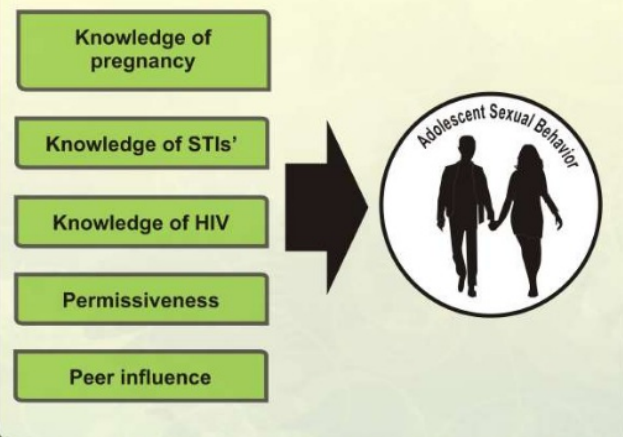 Knowledge of
pregnancy
Knowledge of STIs’
Knowledge of HIV
Permissiveness
Peer influence
Adolescent Sexual Behavior